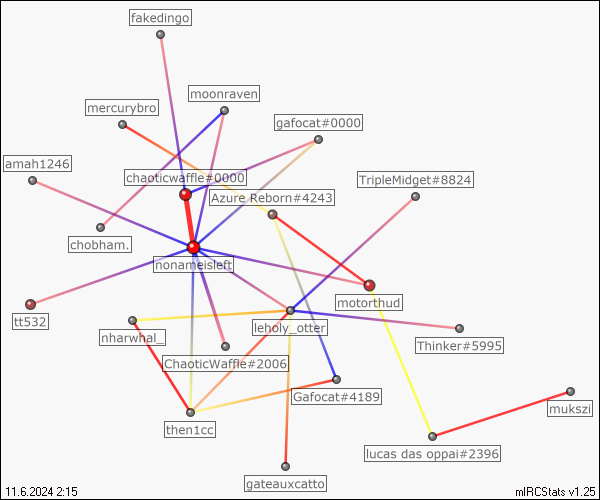 fakedingo
moonraven
mercurybro
gafocat#0000
amah1246
chaoticwaffle#0000
TripleMidget#8824
Azure Reborn#4243
chobham.
nonameisleft
motorthud
tt532
leholy_otter
nharwhal_
Thinker#5995
ChaoticWaffle#2006
Gafocat#4189
mukszi
then1cc
lucas das oppai#2396
gateauxcatto
11.6.2024 2:15
mIRCStats v1.25